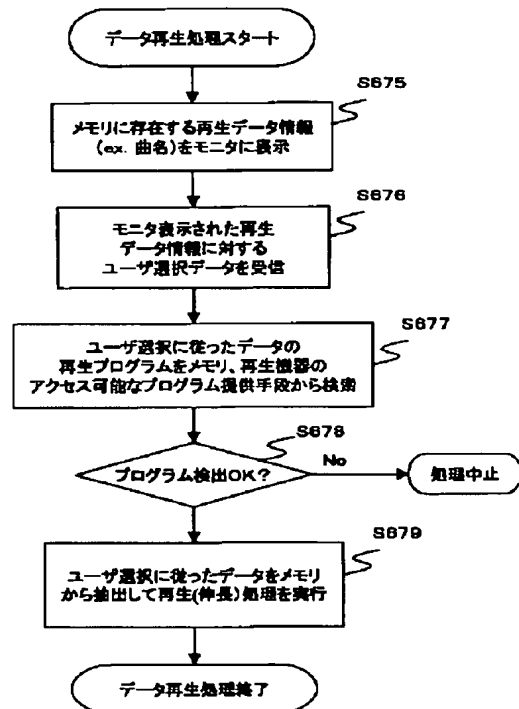 データ再生処理スタート
S675
メモリに存在する再生データ情報
(ex. 曲名)をモニタに表示
S676
モニタ表示された再生
データ情報に対する
ユーザ選択データを受信
S677
ユーザ選択に従ったデータの
再生プログラムをメモリ、再生機器の
アクセス可能なプログラム提供手段から検索
S678
プログラム検出OK?
No
処理中止
S679
ユーザ選択に従ったデータをメモリ
から抽出して再生(伸長)処理を実行
データ再生処理終了